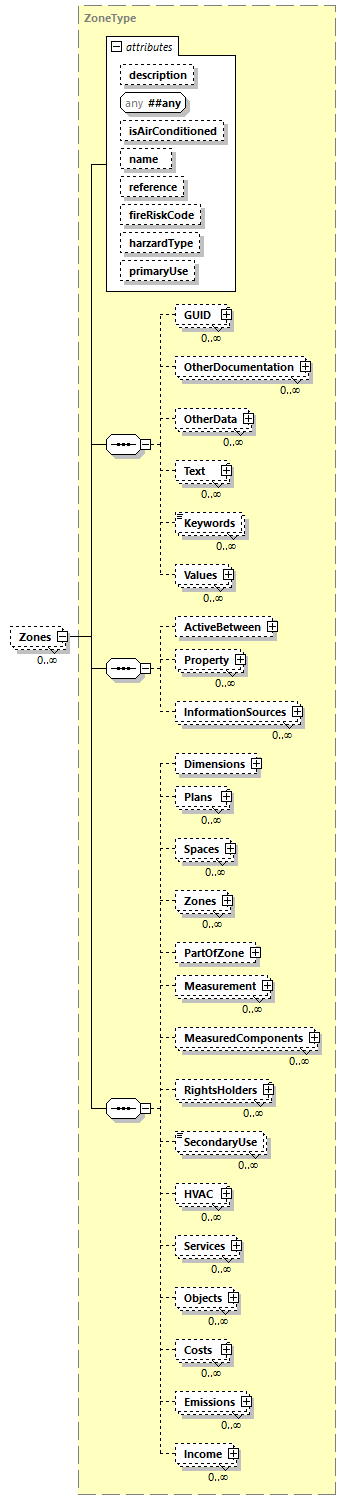 ZoneType
attributes
description
any ##any
isAirConditioned
name
reference
fireRiskCode
harzardType
primaryUse
GUID
0..∞
OtherDocumentation
0..∞
OtherData
0..∞
Text
0..∞
Keywords
0..∞
Values
0..∞
Zones
0..∞
ActiveBetween
Property
0..∞
InformationSources
0..∞
Dimensions
Plans
0..∞
Spaces
0..∞
Zones
0..∞
PartOfZone
Measurement
0..∞
MeasuredComponents
0..∞
RightsHolders
0..∞
SecondaryUse
0..∞
HVAC
0..∞
Services
0..∞
Objects
0..∞
Costs
0..∞
Emissions
0..∞
Income
0..∞